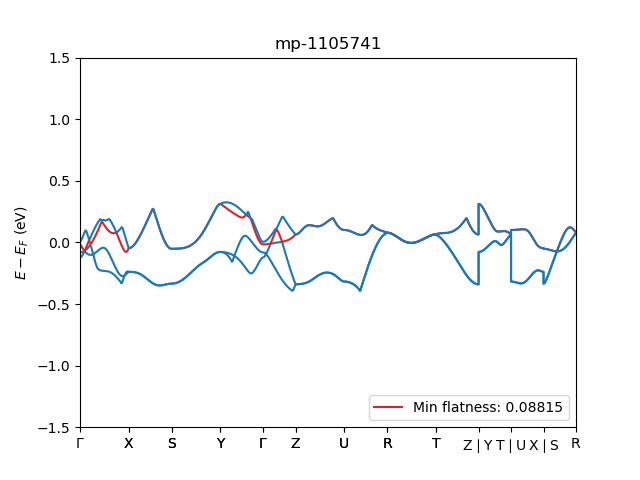 mp-1105741
E − E_F (eV)
1.5
1.0
0.5
0.0
−0.5
−1.0
−1.5
Min flatness: 0.08815
Γ X S Y Γ Z U R T Z|Y T|U X|S R